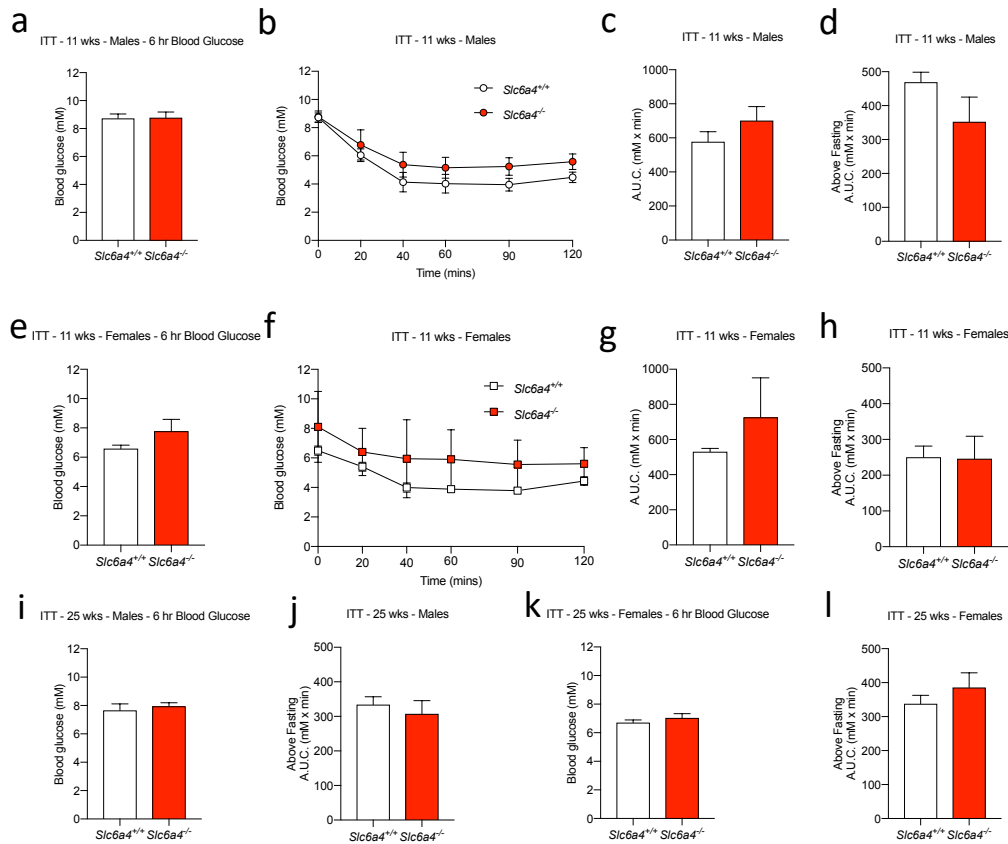 a
ITT - 11 wks - Males - 6 hr Blood Glucose
Blood glucose (mM)
12
10
8
6
4
2
0
Slc6a4+/+ Slc6a4-/-
b
ITT - 11 wks - Males
Blood glucose (mM)
12
10
8
6
4
2
0
Slc6a4+/+
Slc6a4-/-
0 20 40 60 90 120
Time (mins)
c
ITT - 11 wks - Males
A.U.C. (mM x min)
1000
800
600
400
200
0
Slc6a4+/+ Slc6a4-/-
d
ITT - 11 wks - Males
Above Fasting
A.U.C. (mM x min)
500
400
300
200
100
0
Slc6a4+/+ Slc6a4-/-
e
ITT - 11 wks - Females - 6 hr Blood Glucose
Blood glucose (mM)
12
10
8
6
4
2
0
Slc6a4+/+ Slc6a4-/-
f
ITT - 11 wks - Females
Blood glucose (mM)
12
10
8
6
4
2
0
Slc6a4+/+
Slc6a4-/-
0 20 40 60 90 120
Time (mins)
g
ITT - 11 wks - Females
A.U.C. (mM x min)
1000
800
600
400
200
0
Slc6a4+/+ Slc6a4-/-
h
ITT - 11 wks - Females
Above Fasting
A.U.C. (mM x min)
500
400
300
200
100
0
Slc6a4+/+ Slc6a4-/-
i
ITT - 25 wks - Males - 6 hr Blood Glucose
Blood glucose (mM)
12
10
8
6
4
2
0
Slc6a4+/+ Slc6a4-/-
j
ITT - 25 wks - Males
Above Fasting
A.U.C. (mM x min)
500
400
300
200
100
0
Slc6a4+/+ Slc6a4-/-
k
ITT - 25 wks - Females - 6 hr Blood Glucose
Blood glucose (mM)
12
10
8
6
4
2
0
Slc6a4+/+ Slc6a4-/-
l
ITT - 25 wks - Females
Above Fasting
A.U.C. (mM x min)
500
400
300
200
100
0
Slc6a4+/+ Slc6a4-/-